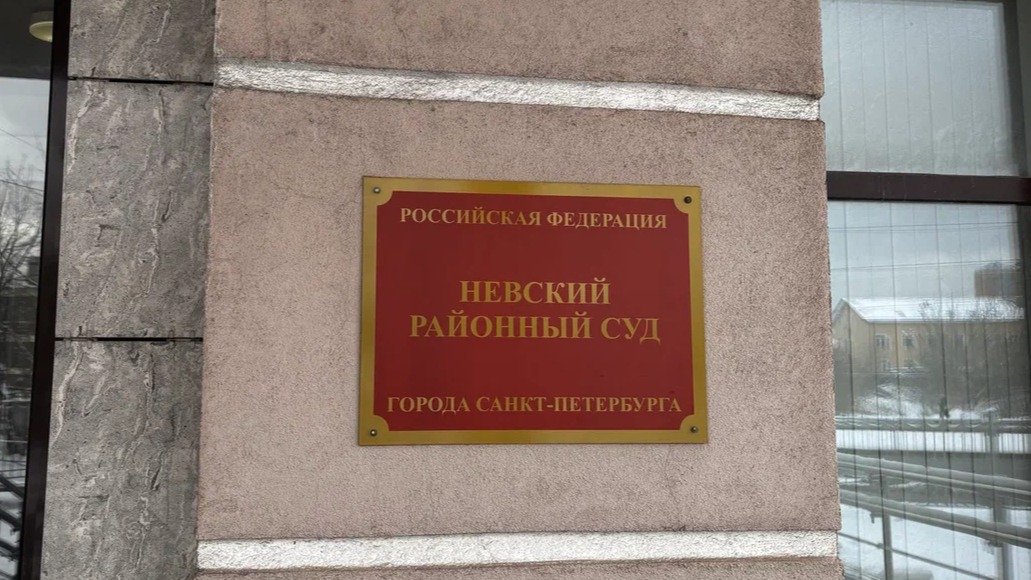 РОССИЙСКАЯ ФЕДЕРАЦИЯ
НЕВСКИЙ
РАЙОННЫЙ СУД
ГОРОДА САНКТ-ПЕТЕРБУРГА